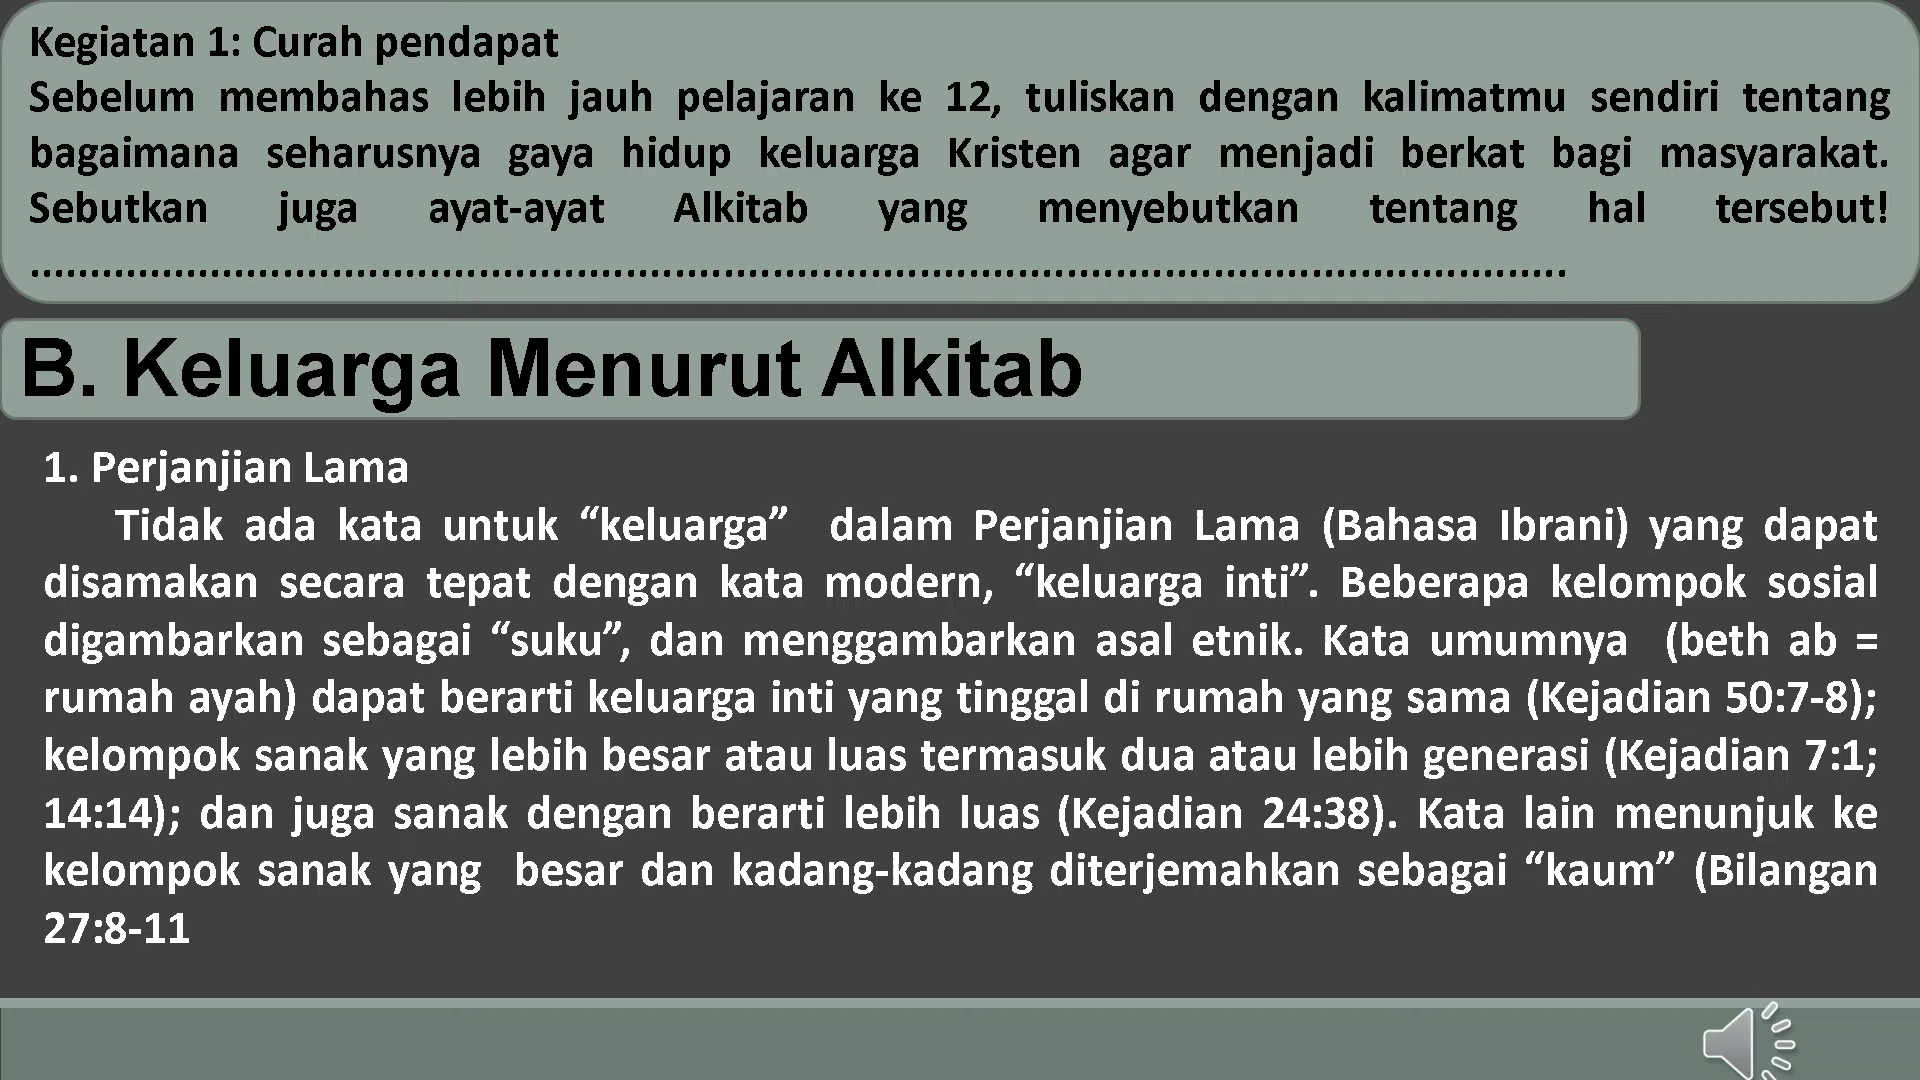 Kegiatan 1: Curah pendapat
Sebelum membahas lebih jauh pelajaran ke 12, tuliskan dengan kalimatmu sendiri tentang
bagaimana seharusnya gaya hidup keluarga Kristen agar menjadi berkat bagi masyarakat.
Sebutkan juga ayat-ayat Alkitab yang menyebutkan tentang hal tersebut!
..............................................................................................................................
B. Keluarga Menurut Alkitab
1. Perjanjian Lama
Tidak ada kata untuk “keluarga” dalam Perjanjian Lama (Bahasa Ibrani) yang dapat
disamakan secara tepat dengan kata modern, “keluarga inti”. Beberapa kelompok sosial
digambarkan sebagai “suku”, dan menggambarkan asal etnik. Kata umumnya (beth ab =
rumah ayah) dapat berarti keluarga inti yang tinggal di rumah yang sama (Kejadian 50:7-8);
kelompok sanak yang lebih besar atau luas termasuk dua atau lebih generasi (Kejadian 7:1;
14:14); dan juga sanak dengan berarti lebih luas (Kejadian 24:38). Kata lain menunjuk ke
kelompok sanak yang besar dan kadang-kadang diterjemahkan sebagai “kaum” (Bilangan
27:8-11